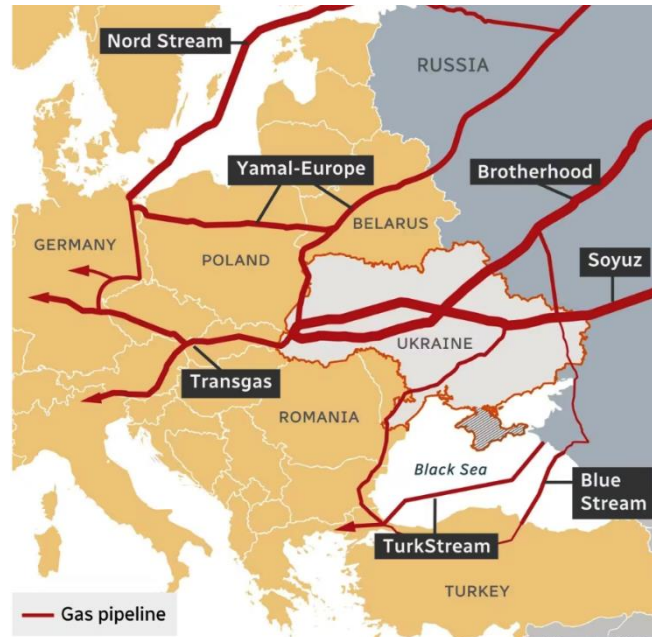 Nord Stream
RUSSIA
Yamal-Europe
Brotherhood
BELARUS
GERMANY
POLAND
Soyuz
UKRAINE
Transgas
ROMANIA
Black Sea
Blue
Stream
TurkStream
TURKEY
Gas pipeline